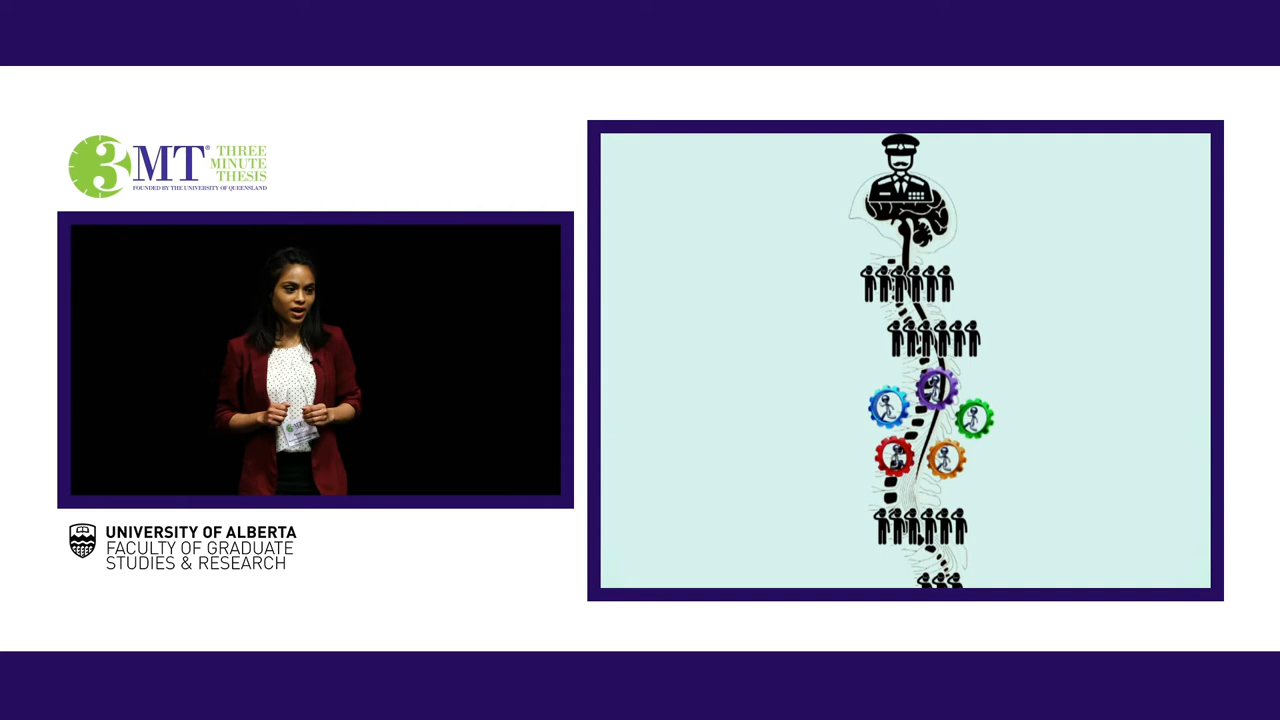 3MT® THREE
MINUTE
THESIS
FOUNDED BY THE UNIVERSITY OF QUEENSLAND
UNIVERSITY OF ALBERTA
FACULTY OF GRADUATE
STUDIES & RESEARCH